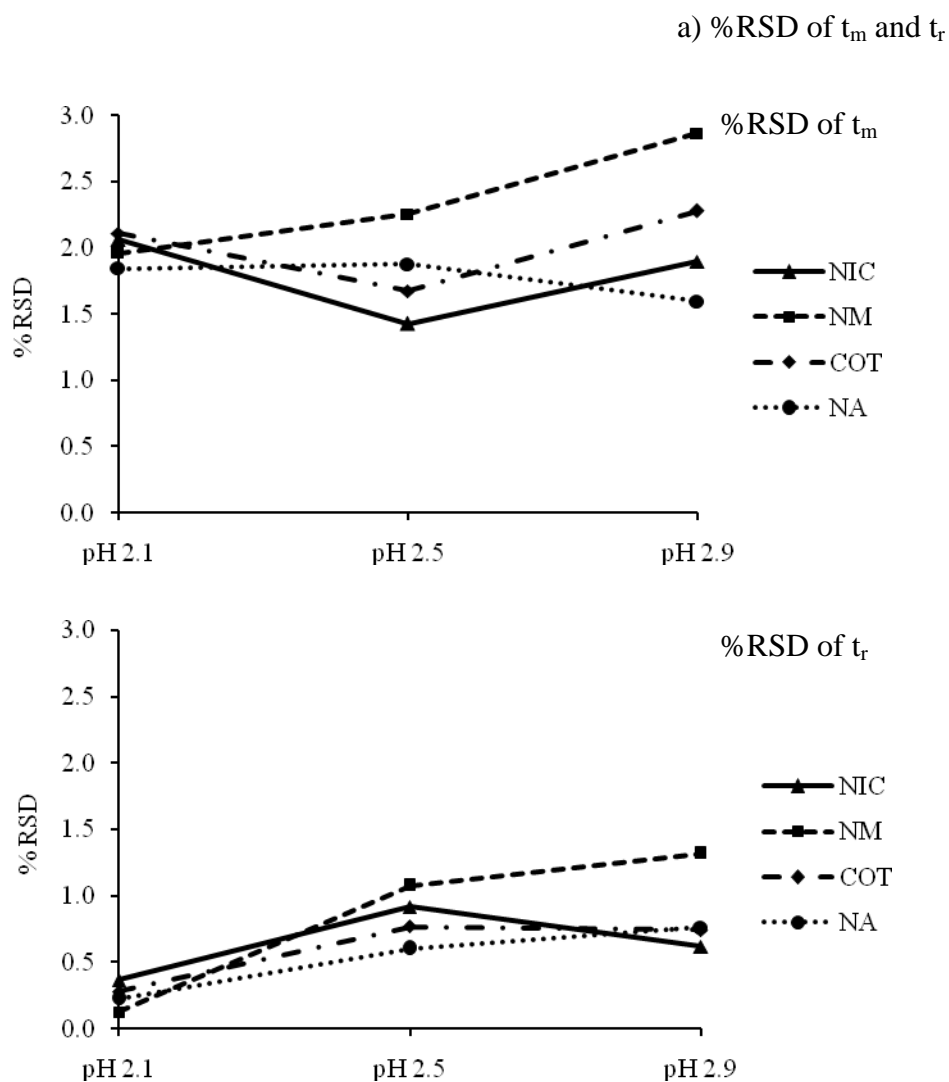 a) %RSD of tm and tr
%RSD of tm
3.0
2.5
2.0
1.5
1.0
0.5
0.0
%RSD
pH 2.1 pH 2.5 pH 2.9
NIC
NM
COT
NA
%RSD of tr
3.0
2.5
2.0
1.5
1.0
0.5
0.0
%RSD
pH 2.1 pH 2.5 pH 2.9
NIC
NM
COT
NA